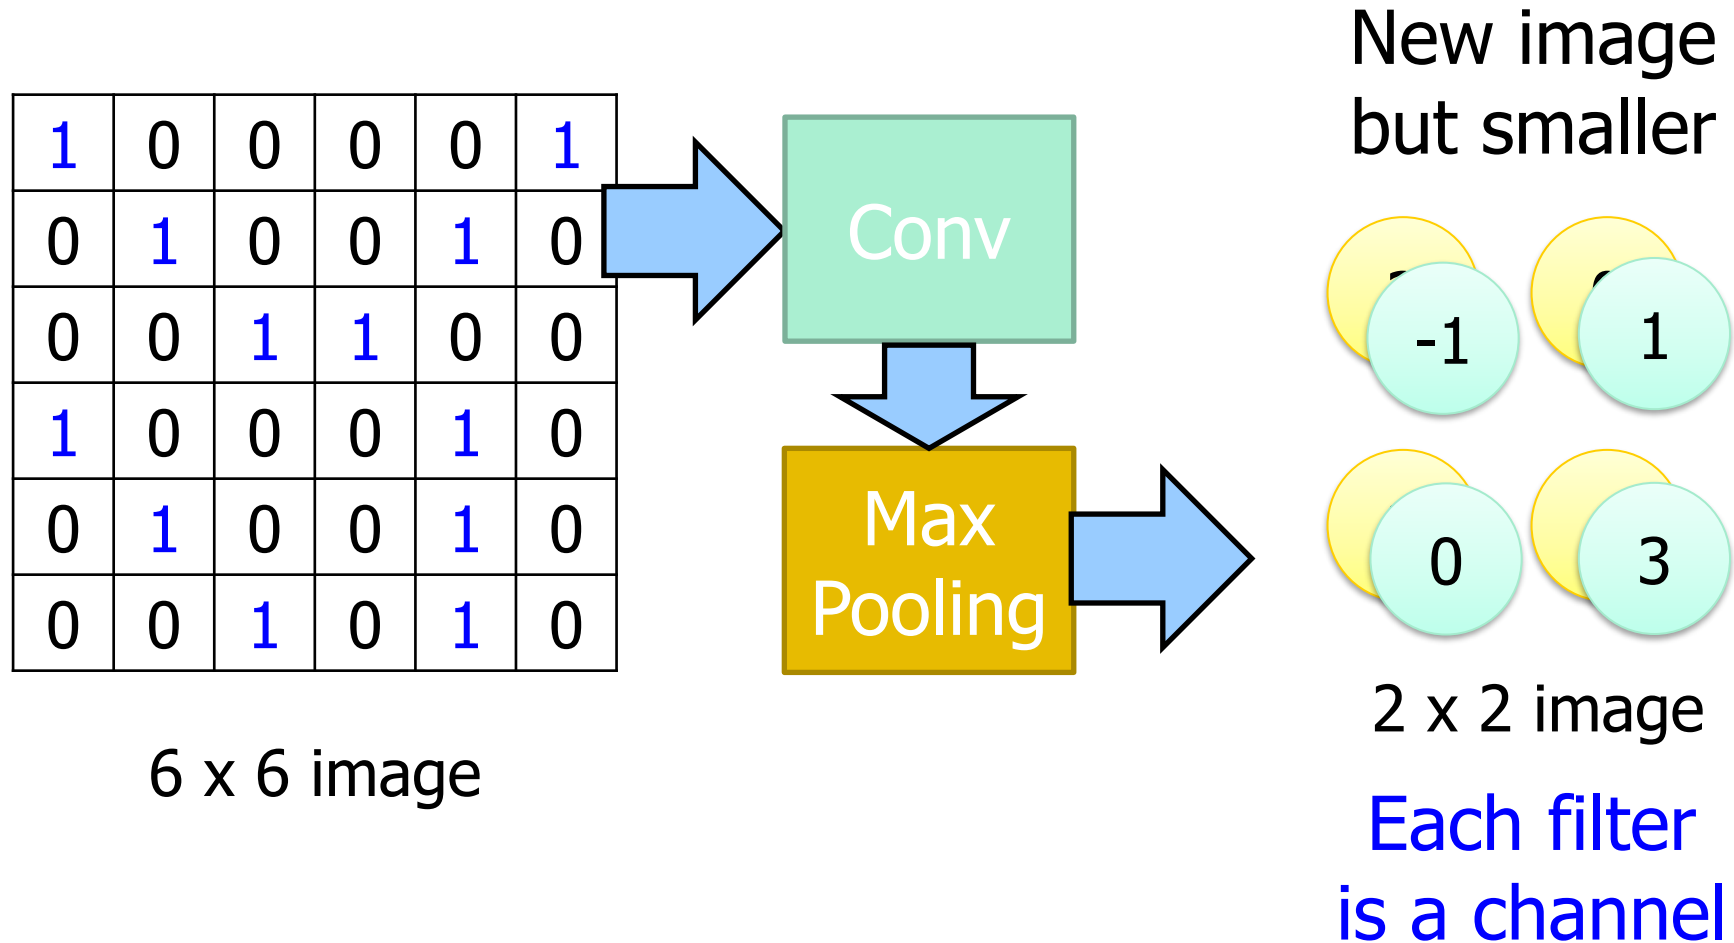 New image
but smaller
1 0 0 0 0 1
0 1 0 0 1 0
0 0 1 1 0 0
1 0 0 0 1 0
0 1 0 0 1 0
0 0 1 0 1 0
6 x 6 image
Conv
Max
Pooling
-1 1
0 3
2 x 2 image
Each filter
is a channel